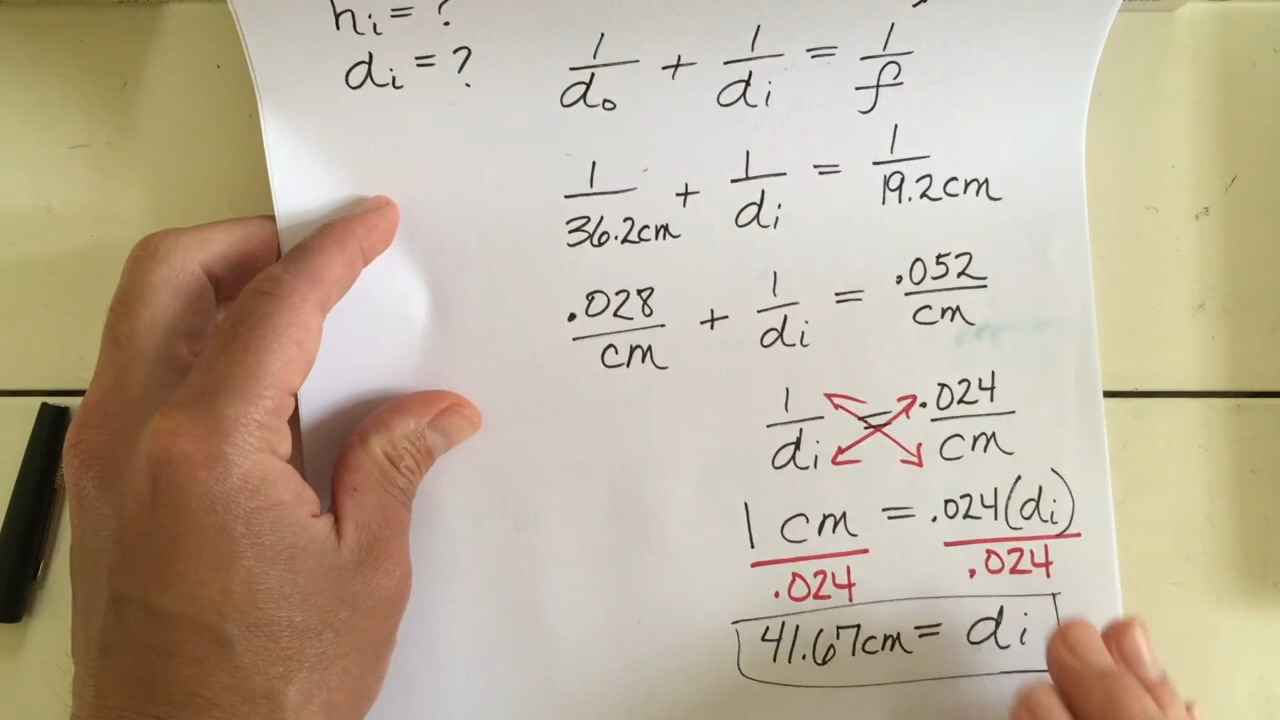 hi = ?
di = ?
1/do + 1/di = 1/f
1/36.2cm + 1/di = 1/19.2cm
.028/cm + 1/di = .052/cm
1/di = .024/cm
1 cm = .024(di)
.024 .024
41.67cm = di